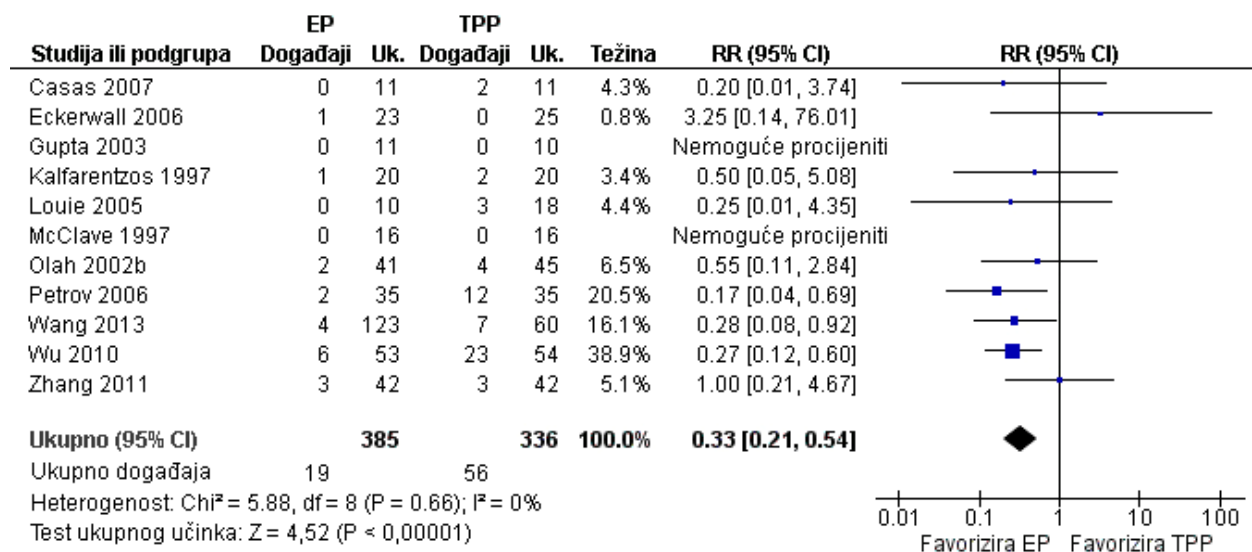 EP TPP
Studija ili podgrupa Događaji Uk. Događaji Uk. Težina RR (95% CI) RR (95% CI)
Casas 2007 0 11 2 11 4.3% 0.20 [0.01, 3.74]
Eckerwall 2006 1 23 0 25 0.8% 3.25 [0.14, 76.01]
Gupta 2003 0 11 0 10 Nemoguće procijeniti
Kalfarentzos 1997 1 20 2 20 3.4% 0.50 [0.05, 5.08]
Louie 2005 0 10 3 18 4.4% 0.25 [0.01, 4.35]
McClave 1997 0 16 0 16 Nemoguće procijeniti
Olah 2002b 2 41 4 45 6.5% 0.55 [0.11, 2.84]
Petrov 2006 2 35 12 35 20.5% 0.17 [0.04, 0.69]
Wang 2013 4 123 7 60 16.1% 0.28 [0.08, 0.92]
Wu 2010 6 53 23 54 38.9% 0.27 [0.12, 0.60]
Zhang 2011 3 42 3 42 5.1% 1.00 [0.21, 4.67]
Ukupno (95% CI) 385 336 100.0% 0.33 [0.21, 0.54]
Ukupno događaja 19 56
Heterogenost: Chi² = 5.88, df = 8 (P = 0.66); I² = 0%
Test ukupnog učinka: Z = 4,52 (P < 0,00001)
0.01 0.1 1 10 100
Favorizira EP Favorizira TPP